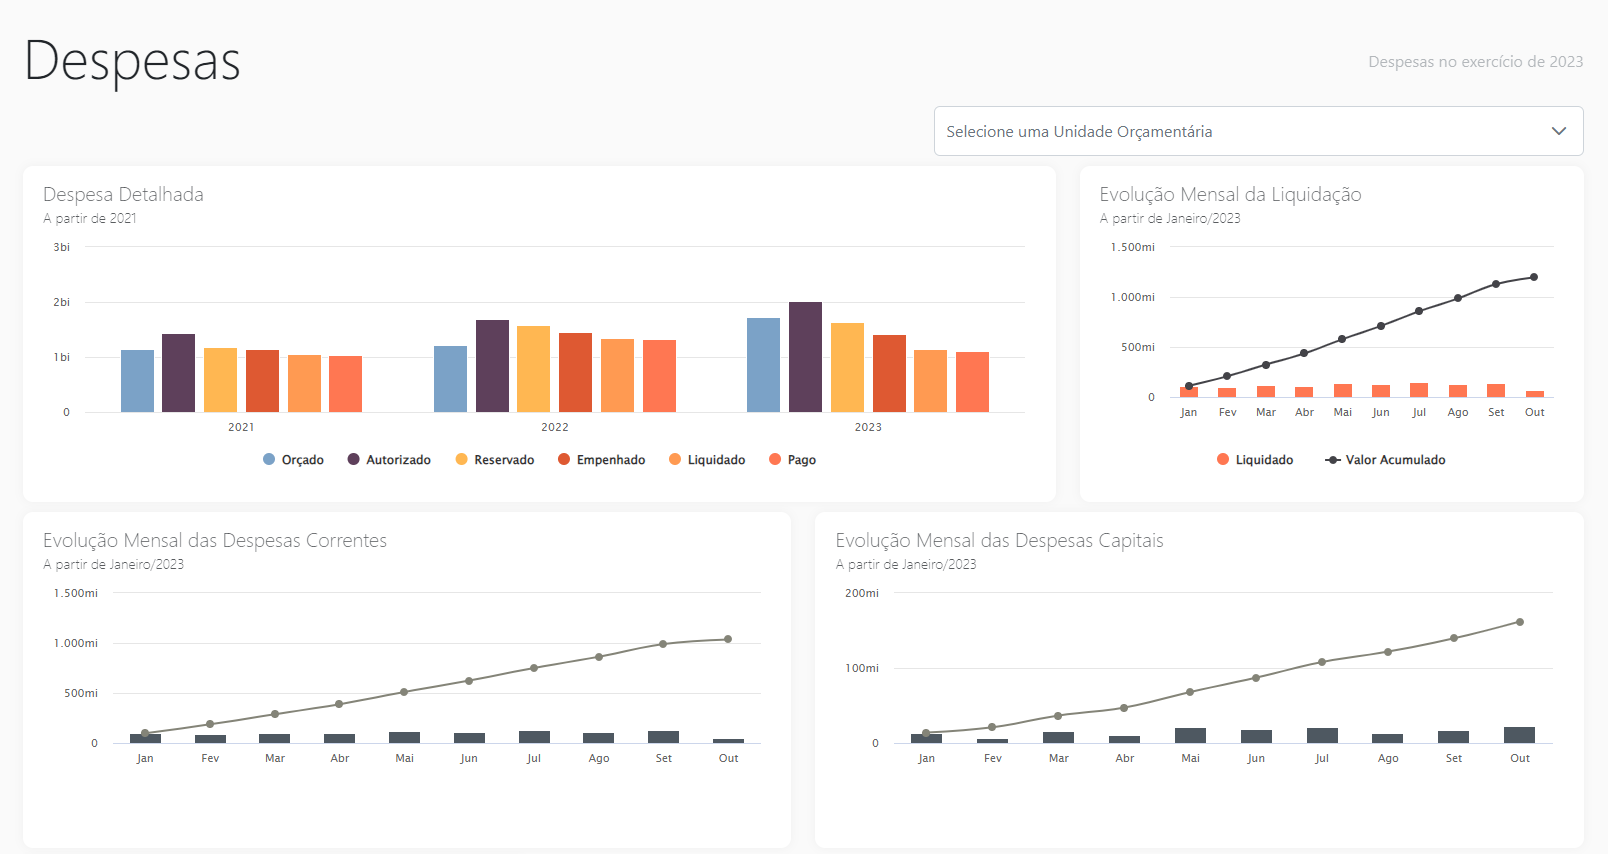 Despesas
Despesas no exercício de 2023
Selecione uma Unidade Orçamentária
Despesa Detalhada
A partir de 2021
3bi
2bi
1bi
0
2021 2022 2023
Orçado Autorizado Reservado Empenhado Liquidado Pago
Evolução Mensal da Liquidação
A partir de Janeiro/2023
1.500mi
1.000mi
500mi
0
Jan Fev Mar Abr Mai Jun Jul Ago Set Out
Liquidado Valor Acumulado
Evolução Mensal das Despesas Correntes
A partir de Janeiro/2023
1.500mi
1.000mi
500mi
0
Jan Fev Mar Abr Mai Jun Jul Ago Set Out
Evolução Mensal das Despesas Capitais
A partir de Janeiro/2023
200mi
100mi
0
Jan Fev Mar Abr Mai Jun Jul Ago Set Out